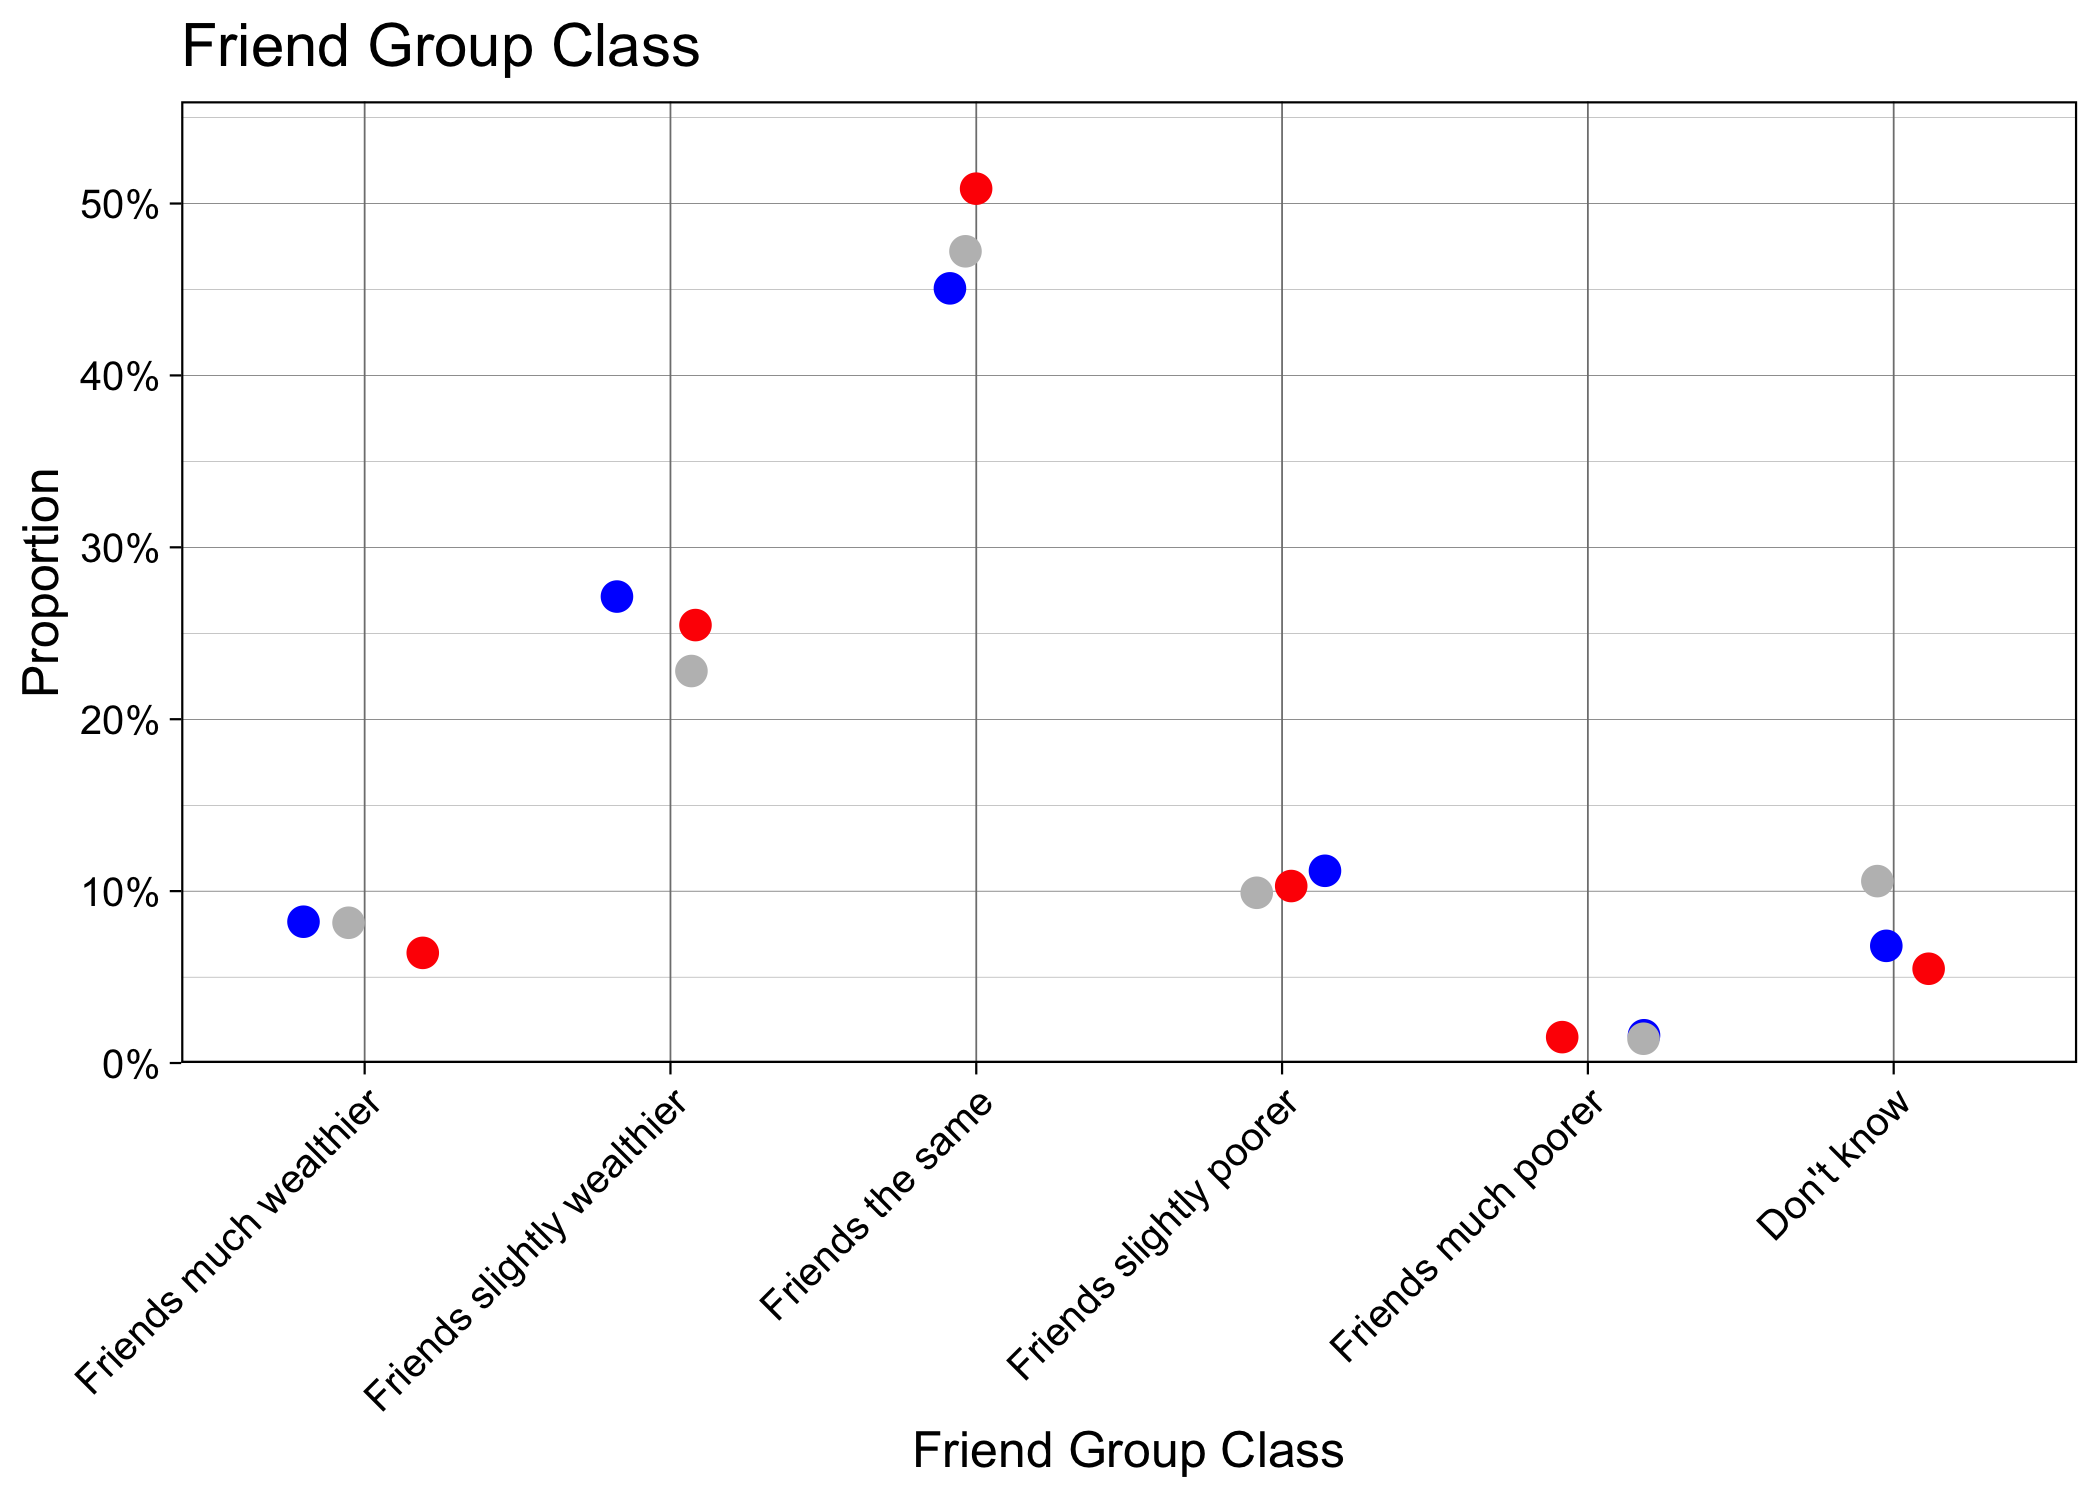 Friend Group Class
Proportion
50%
40%
30%
20%
10%
0%
Friends much wealthier
Friends slightly wealthier
Friends the same
Friends slightly poorer
Friends much poorer
Don't know
Friend Group Class